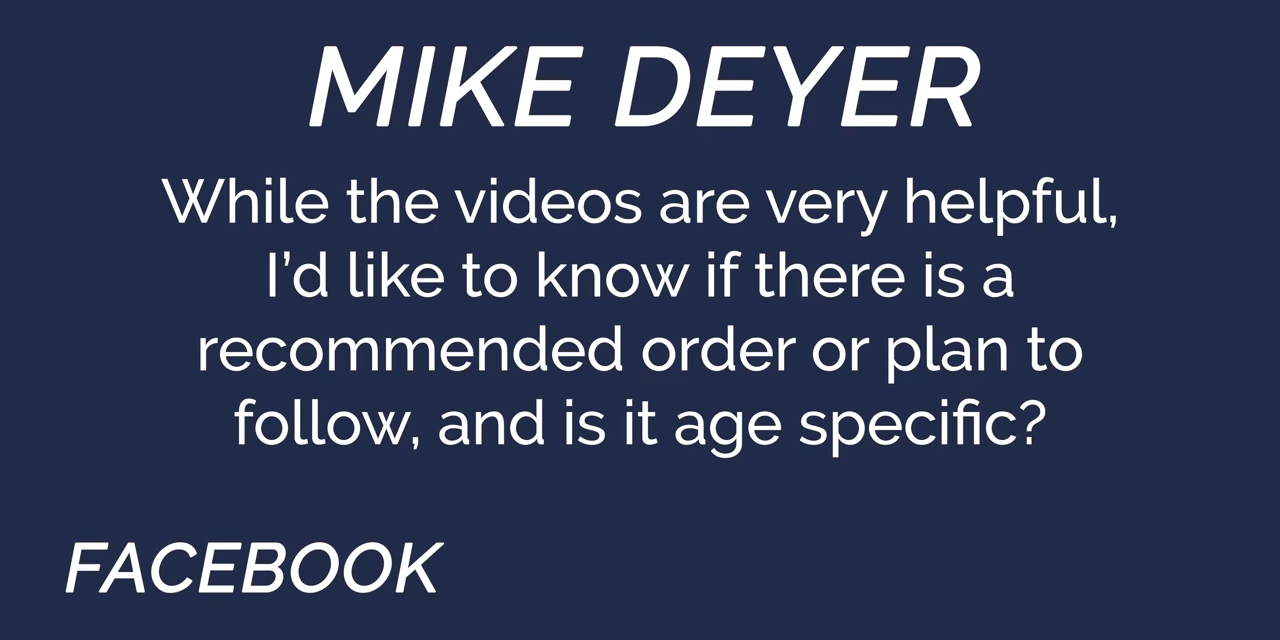 MIKE DEYER
While the videos are very helpful,
I’d like to know if there is a
recommended order or plan to
follow, and is it age specific?
FACEBOOK